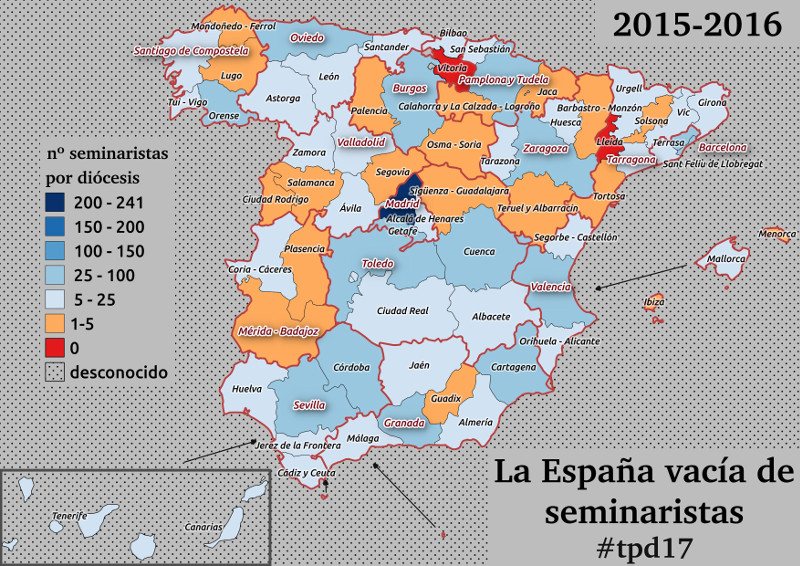 2015-2016
Mondoñedo - Ferrol
Oviedo
Bilbao
Santiago de Compostela
Santander
San Sebastián
Lugo
León
Vitoria
Pamplona y Tudela
Burgos
Jaca
Urgell
Girona
Astorga
Palencia
Calahorra y La Calzada - Logroño
Barbastro - Monzón
Vic
Tui - Vigo
Orense
Huesca
Solsona
Valladolid
Osma - Soria
Zaragoza
Lleida
Terrasa
Barcelona
Zamora
Tarazona
Tarragona
Sant Feliu de Llobregat
Segovia
Salamanca
Sigüenza - Guadalajara
Tortosa
Ciudad Rodrigo
Ávila
Madrid
Teruel y Albarracín
Alcalá de Henares
Getafe
Segorbe - Castellón
Menorca
Plasencia
Cuenca
Mallorca
Coria - Cáceres
Toledo
Valencia
Ibiza
Ciudad Real
Albacete
Mérida - Badajoz
Orihuela - Alicante
Córdoba
Jaén
Cartagena
Huelva
Guadix
Sevilla
Granada
Almería
Málaga
Jerez de la Frontera
Cádiz y Ceuta
Tenerife
Canarias
nº seminaristas
por diócesis
200 - 241
150 - 200
100 - 150
25 - 100
5 - 25
1-5
0
desconocido
La España vacía de
seminaristas
#tpd17